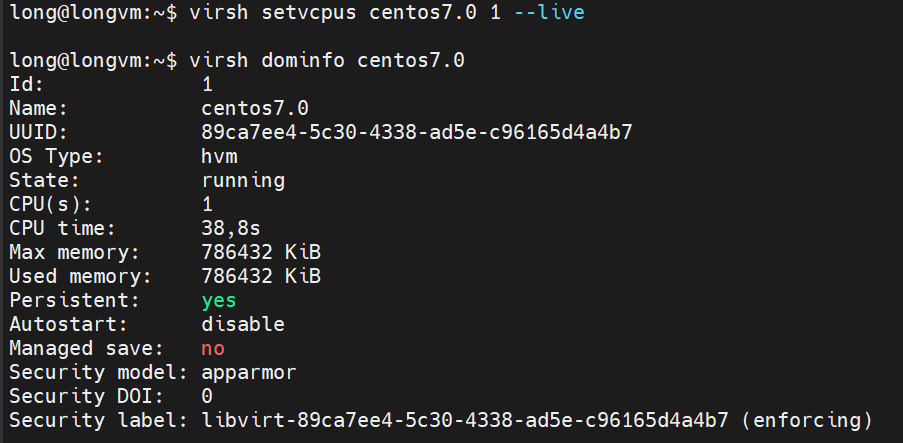 long@longvm:~$ virsh setvcpus centos7.0 1 --live
long@longvm:~$ virsh dominfo centos7.0
Id: 1
Name: centos7.0
UUID: 89ca7ee4-5c30-4338-ad5e-c96165d4a4b7
OS Type: hvm
State: running
CPU(s): 1
CPU time: 38,8s
Max memory: 786432 KiB
Used memory: 786432 KiB
Persistent: yes
Autostart: disable
Managed save: no
Security model: apparmor
Security DOI: 0
Security label: libvirt-89ca7ee4-5c30-4338-ad5e-c96165d4a4b7 (enforcing)